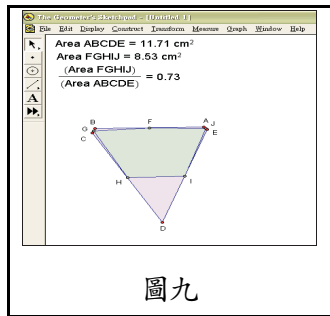 The Geometer's Sketchpad - [Untitled 1]
File Edit Display Construct Transform Measure Graph Window Help
A
Area ABCDE = 11.71 cm²
Area FGHIJ = 8.53 cm²
(Area FGHIJ)
(Area ABCDE) = 0.73
B F A J
G E
C
H I
D
圖九